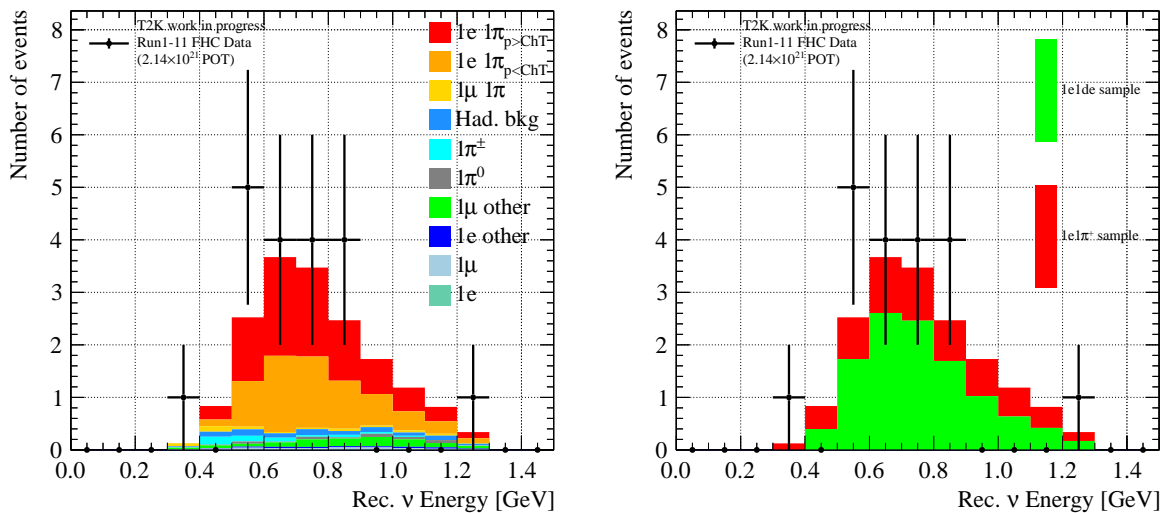 Number of events
8
7
6
5
4
3
2
1
0
T2K work in progress
Run1-11 FHC Data
(2.14×10²¹ POT)
1e 1π p>ChT
1e 1π p<ChT
1μ 1π
Had. bkg
1π±
1π⁰
1μ other
1e other
1μ
1e
0.0 0.2 0.4 0.6 0.8 1.0 1.2 1.4
Rec. ν Energy [GeV]
Number of events
8
7
6
5
4
3
2
1
0
T2K work in progress
Run1-11 FHC Data
(2.14×10²¹ POT)
1e1de sample
1e1π⁺ sample
0.0 0.2 0.4 0.6 0.8 1.0 1.2 1.4
Rec. ν Energy [GeV]